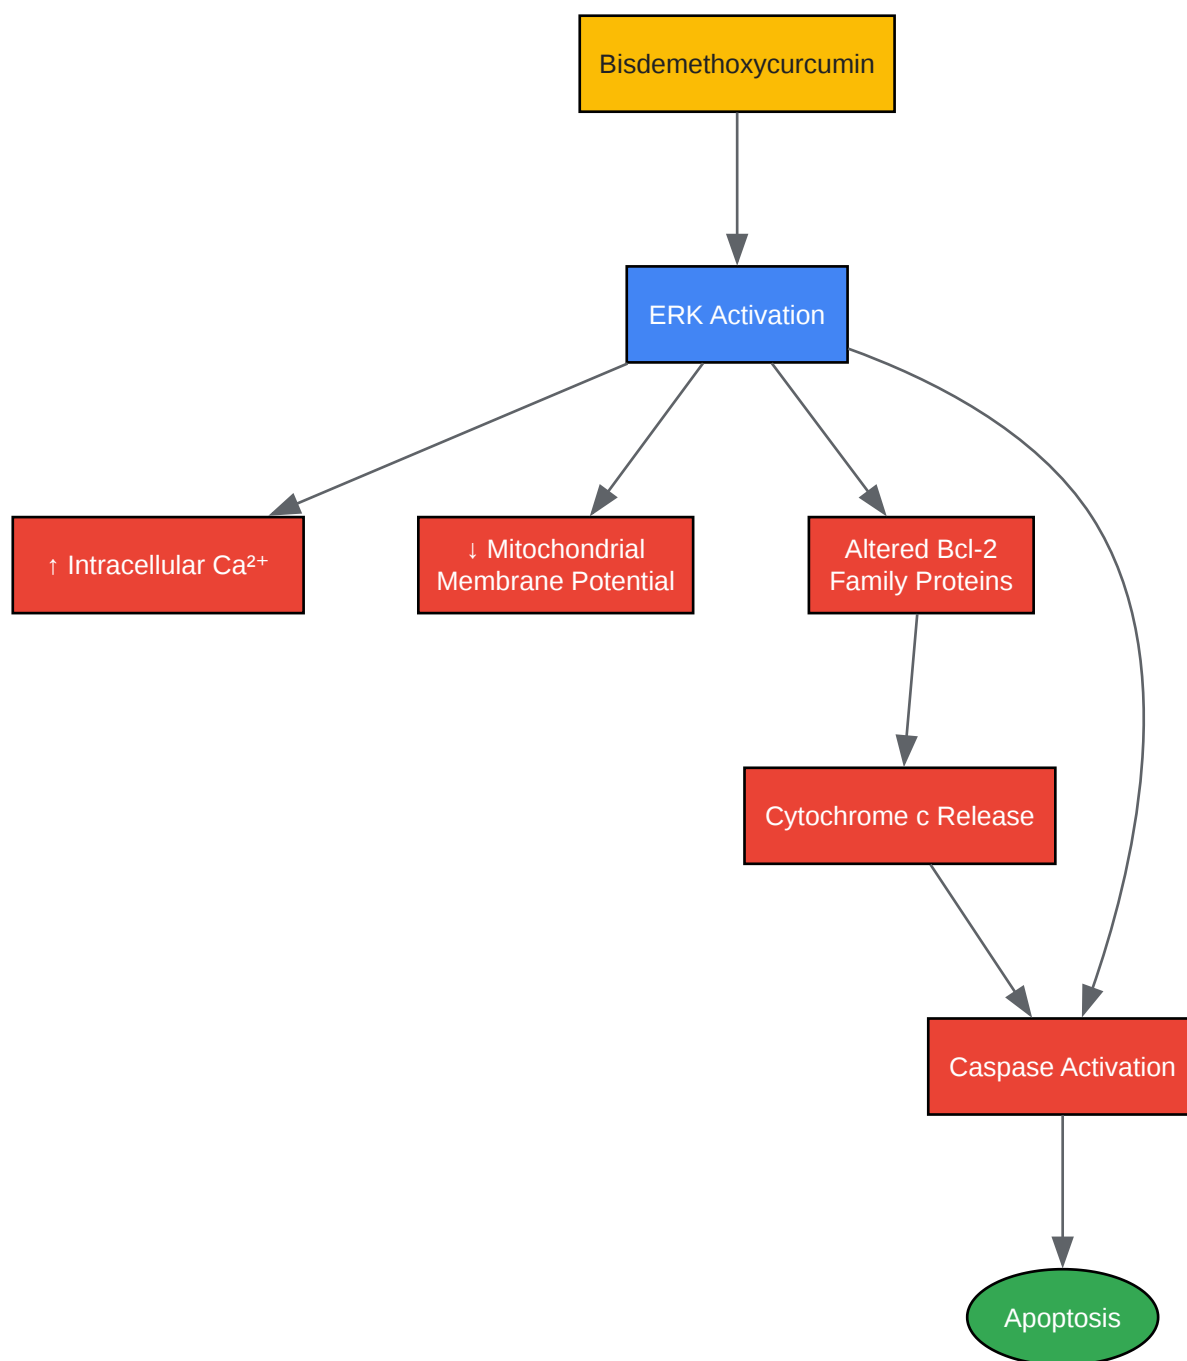 Bisdemethoxycurcumin
ERK Activation
↑ Intracellular Ca²⁺
↓ Mitochondrial
Membrane Potential
Altered Bcl-2
Family Proteins
Cytochrome c Release
Caspase Activation
Apoptosis